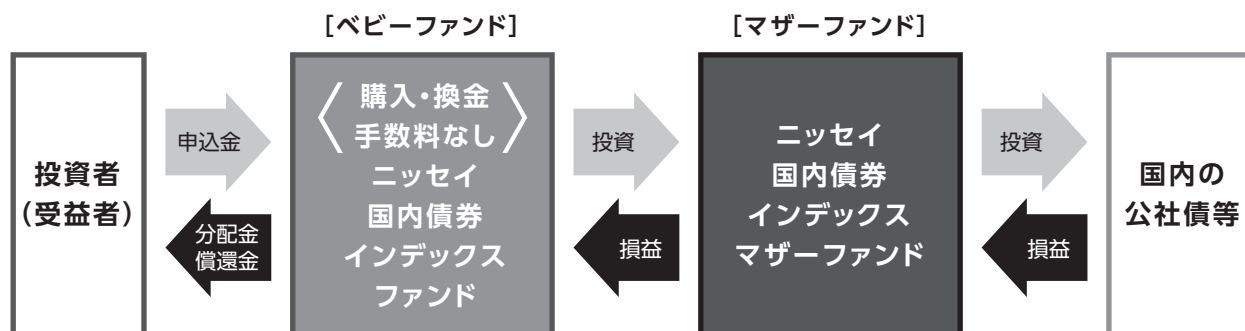 [ベビーファンド]
[マザーファンド]
投資者
(受益者)
申込金
分配金
償還金
〈購入・換金
手数料なし〉
ニッセイ
国内債券
インデックス
ファンド
投資
損益
ニッセイ
国内債券
インデックス
マザーファンド
投資
損益
国内の
公社債等